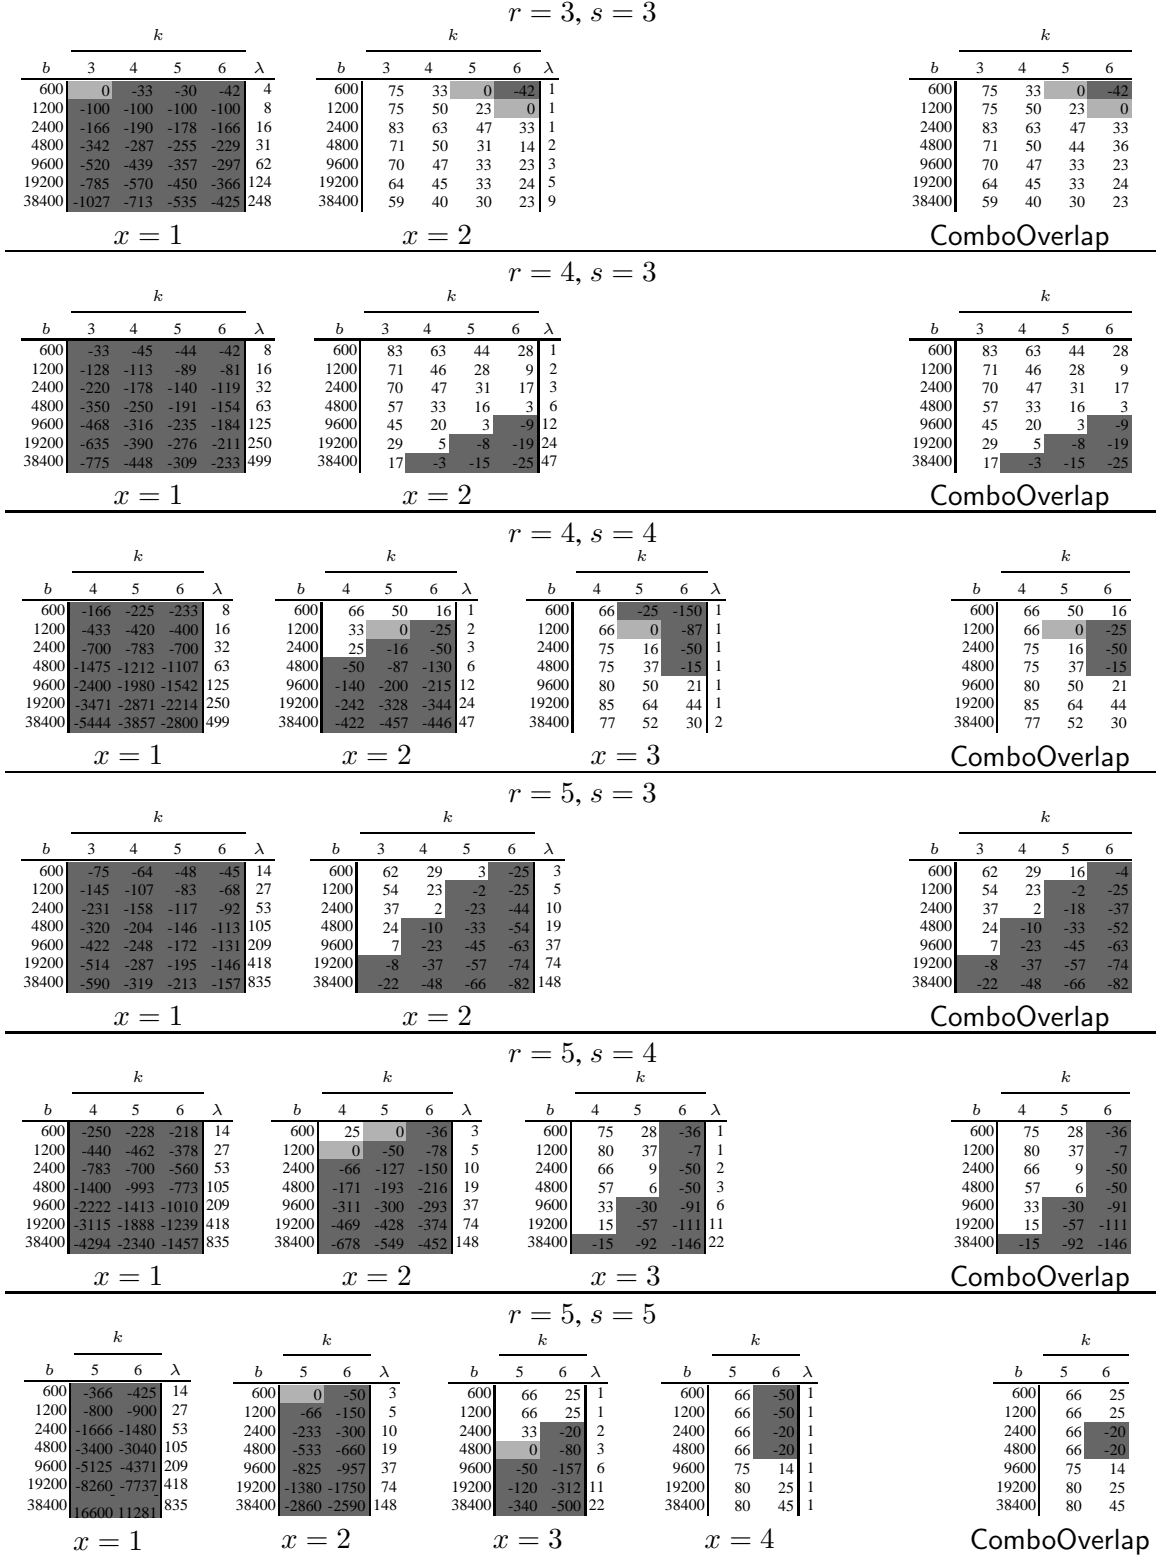 r = 3, s = 3
k k k
b 3 4 5 6 λ b 3 4 5 6 λ b 3 4 5 6
600 0 -33 -30 -42 4 600 75 33 0 -42 1 600 75 33 0 -42
1200 -100 -100 -100 -100 8 1200 75 50 23 0 1 1200 75 50 23 0
2400 -166 -190 -178 -166 16 2400 83 63 47 33 1 2400 83 63 47 33
4800 -342 -287 -255 -229 31 4800 71 50 31 14 2 4800 71 50 44 36
9600 -520 -439 -357 -297 62 9600 70 47 33 23 3 9600 70 47 33 23
19200 -785 -570 -450 -366 124 19200 64 45 33 24 5 19200 64 45 33 24
38400 -1027 -713 -535 -425 248 38400 59 40 30 23 9 38400 59 40 30 23
x = 1 x = 2 ComboOverlap
r = 4, s = 3
k k k
b 3 4 5 6 λ b 3 4 5 6 λ b 3 4 5 6
600 -33 -45 -44 -42 8 600 83 63 44 28 1 600 83 63 44 28
1200 -128 -113 -89 -81 16 1200 71 46 28 9 2 1200 71 46 28 9
2400 -220 -178 -140 -119 32 2400 70 47 31 17 3 2400 70 47 31 17
4800 -350 -250 -191 -154 63 4800 57 33 16 3 6 4800 57 33 16 3
9600 -468 -316 -235 -184 125 9600 45 20 3 -9 12 9600 45 20 3 -9
19200 -635 -390 -276 -211 250 19200 29 5 -8 -19 24 19200 29 5 -8 -19
38400 -775 -448 -309 -233 499 38400 17 -3 -15 -25 47 38400 17 -3 -15 -25
x = 1 x = 2 ComboOverlap
r = 4, s = 4
k k k k
b 4 5 6 λ b 4 5 6 λ b 4 5 6 λ b 4 5 6
600 -166 -225 -233 8 600 66 50 16 1 600 66 -25 -150 1 600 66 50 16
1200 -433 -420 -400 16 1200 33 0 -25 2 1200 66 0 -87 1 1200 66 0 -25
2400 -700 -783 -700 32 2400 25 -16 -50 3 2400 75 16 -50 1 2400 75 16 -50
4800 -1475 -1212 -1107 63 4800 -50 -87 -130 6 4800 75 37 -15 1 4800 75 37 -15
9600 -2400 -1980 -1542 125 9600 -140 -200 -215 12 9600 80 50 21 1 9600 80 50 21
19200 -3471 -2871 -2214 250 19200 -242 -328 -344 24 19200 85 64 44 1 19200 85 64 44
38400 -5444 -3857 -2800 499 38400 -422 -457 -446 47 38400 77 52 30 2 38400 77 52 30
x = 1 x = 2 x = 3 ComboOverlap
r = 5, s = 3
k k k
b 3 4 5 6 λ b 3 4 5 6 λ b 3 4 5 6
600 -75 -64 -48 -45 14 600 62 29 3 -25 3 600 62 29 16 -4
1200 -145 -107 -83 -68 27 1200 54 23 -2 -25 5 1200 54 23 -2 -25
2400 -231 -158 -117 -92 53 2400 37 2 -23 -44 10 2400 37 2 -18 -37
4800 -320 -204 -146 -113 105 4800 24 -10 -33 -54 19 4800 24 -10 -33 -52
9600 -422 -248 -172 -131 209 9600 7 -23 -45 -63 37 9600 7 -23 -45 -63
19200 -514 -287 -195 -146 418 19200 -8 -37 -57 -74 74 19200 -8 -37 -57 -74
38400 -590 -319 -213 -157 835 38400 -22 -48 -66 -82 148 38400 -22 -48 -66 -82
x = 1 x = 2 ComboOverlap
r = 5, s = 4
k k k k
b 4 5 6 λ b 4 5 6 λ b 4 5 6 λ b 4 5 6
600 -250 -228 -218 14 600 25 0 -36 3 600 75 28 -36 1 600 75 28 -36
1200 -440 -462 -378 27 1200 0 -50 -78 5 1200 80 37 -7 1 1200 80 37 -7
2400 -783 -700 -560 53 2400 -66 -127 -150 10 2400 66 9 -50 2 2400 66 9 -50
4800 -1400 -993 -773 105 4800 -171 -193 -216 19 4800 57 6 -50 3 4800 57 6 -50
9600 -2222 -1413 -1010 209 9600 -311 -300 -293 37 9600 33 -30 -91 6 9600 33 -30 -91
19200 -3115 -1888 -1239 418 19200 -469 -428 -374 74 19200 15 -57 -111 11 19200 15 -57 -111
38400 -4294 -2340 -1457 835 38400 -678 -549 -452 148 38400 -15 -92 -146 22 38400 -15 -92 -146
x = 1 x = 2 x = 3 ComboOverlap
r = 5, s = 5
k k k k k
b 5 6 λ b 5 6 λ b 5 6 λ b 5 6 λ b 5 6
600 -366 -425 14 600 0 -50 3 600 66 25 1 600 66 -50 1 600 66 25
1200 -800 -900 27 1200 -66 -150 5 1200 66 25 1 1200 66 -50 1 1200 66 25
2400 -1666 -1480 53 2400 -233 -300 10 2400 33 -20 2 2400 66 -20 1 2400 66 -20
4800 -3400 -3040 105 4800 -533 -660 19 4800 0 -80 3 4800 66 -20 1 4800 66 -20
9600 -5125 -4371 209 9600 -825 -957 37 9600 -50 -157 6 9600 75 14 1 9600 75 14
19200 -8260 -7737 418 19200 -1380 -1750 74 19200 -120 -312 11 19200 80 25 1 19200 80 25
38400 -16600 -11281 835 38400 -2860 -2590 148 38400 -340 -500 22 38400 80 45 1 38400 80 45
x = 1 x = 2 x = 3 x = 4 ComboOverlap